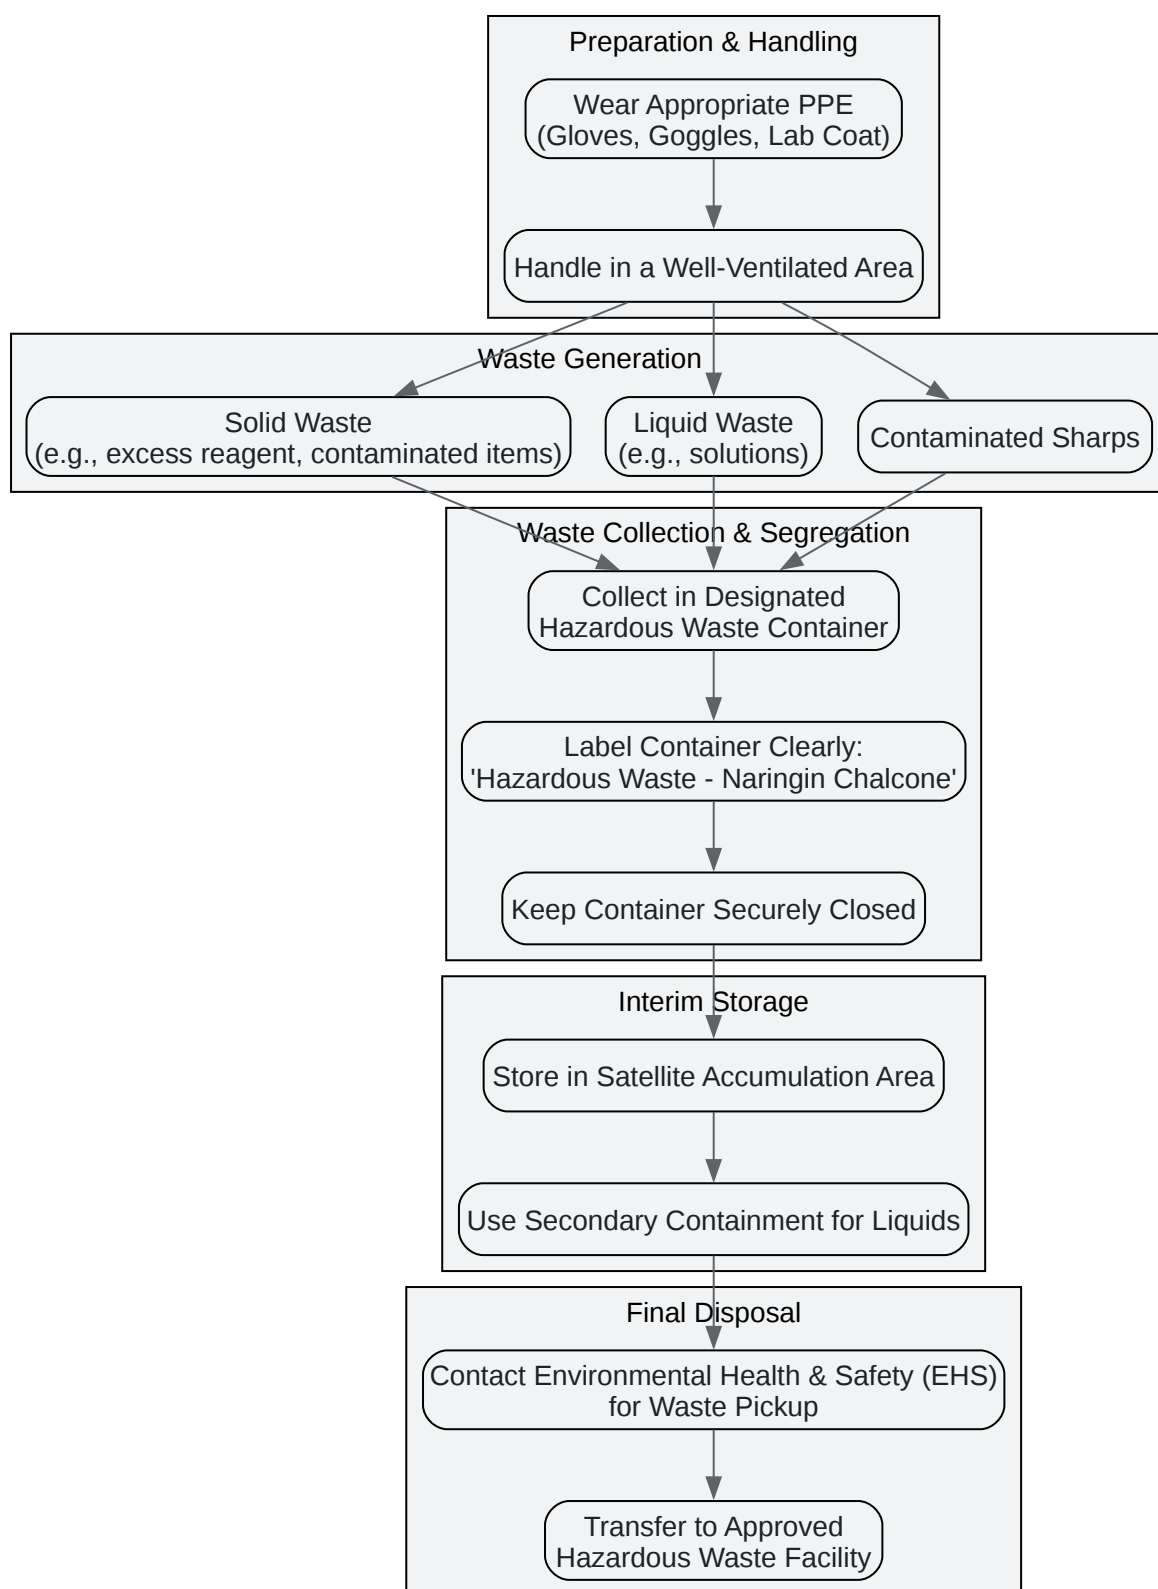 Preparation & Handling
Wear Appropriate PPE
(Gloves, Goggles, Lab Coat)
Handle in a Well-Ventilated Area
Waste Generation
Solid Waste
(e.g., excess reagent, contaminated items)
Liquid Waste
(e.g., solutions)
Contaminated Sharps
Waste Collection & Segregation
Collect in Designated
Hazardous Waste Container
Label Container Clearly:
'Hazardous Waste - Naringin Chalcone'
Keep Container Securely Closed
Interim Storage
Store in Satellite Accumulation Area
Use Secondary Containment for Liquids
Final Disposal
Contact Environmental Health & Safety (EHS)
for Waste Pickup
Transfer to Approved
Hazardous Waste Facility